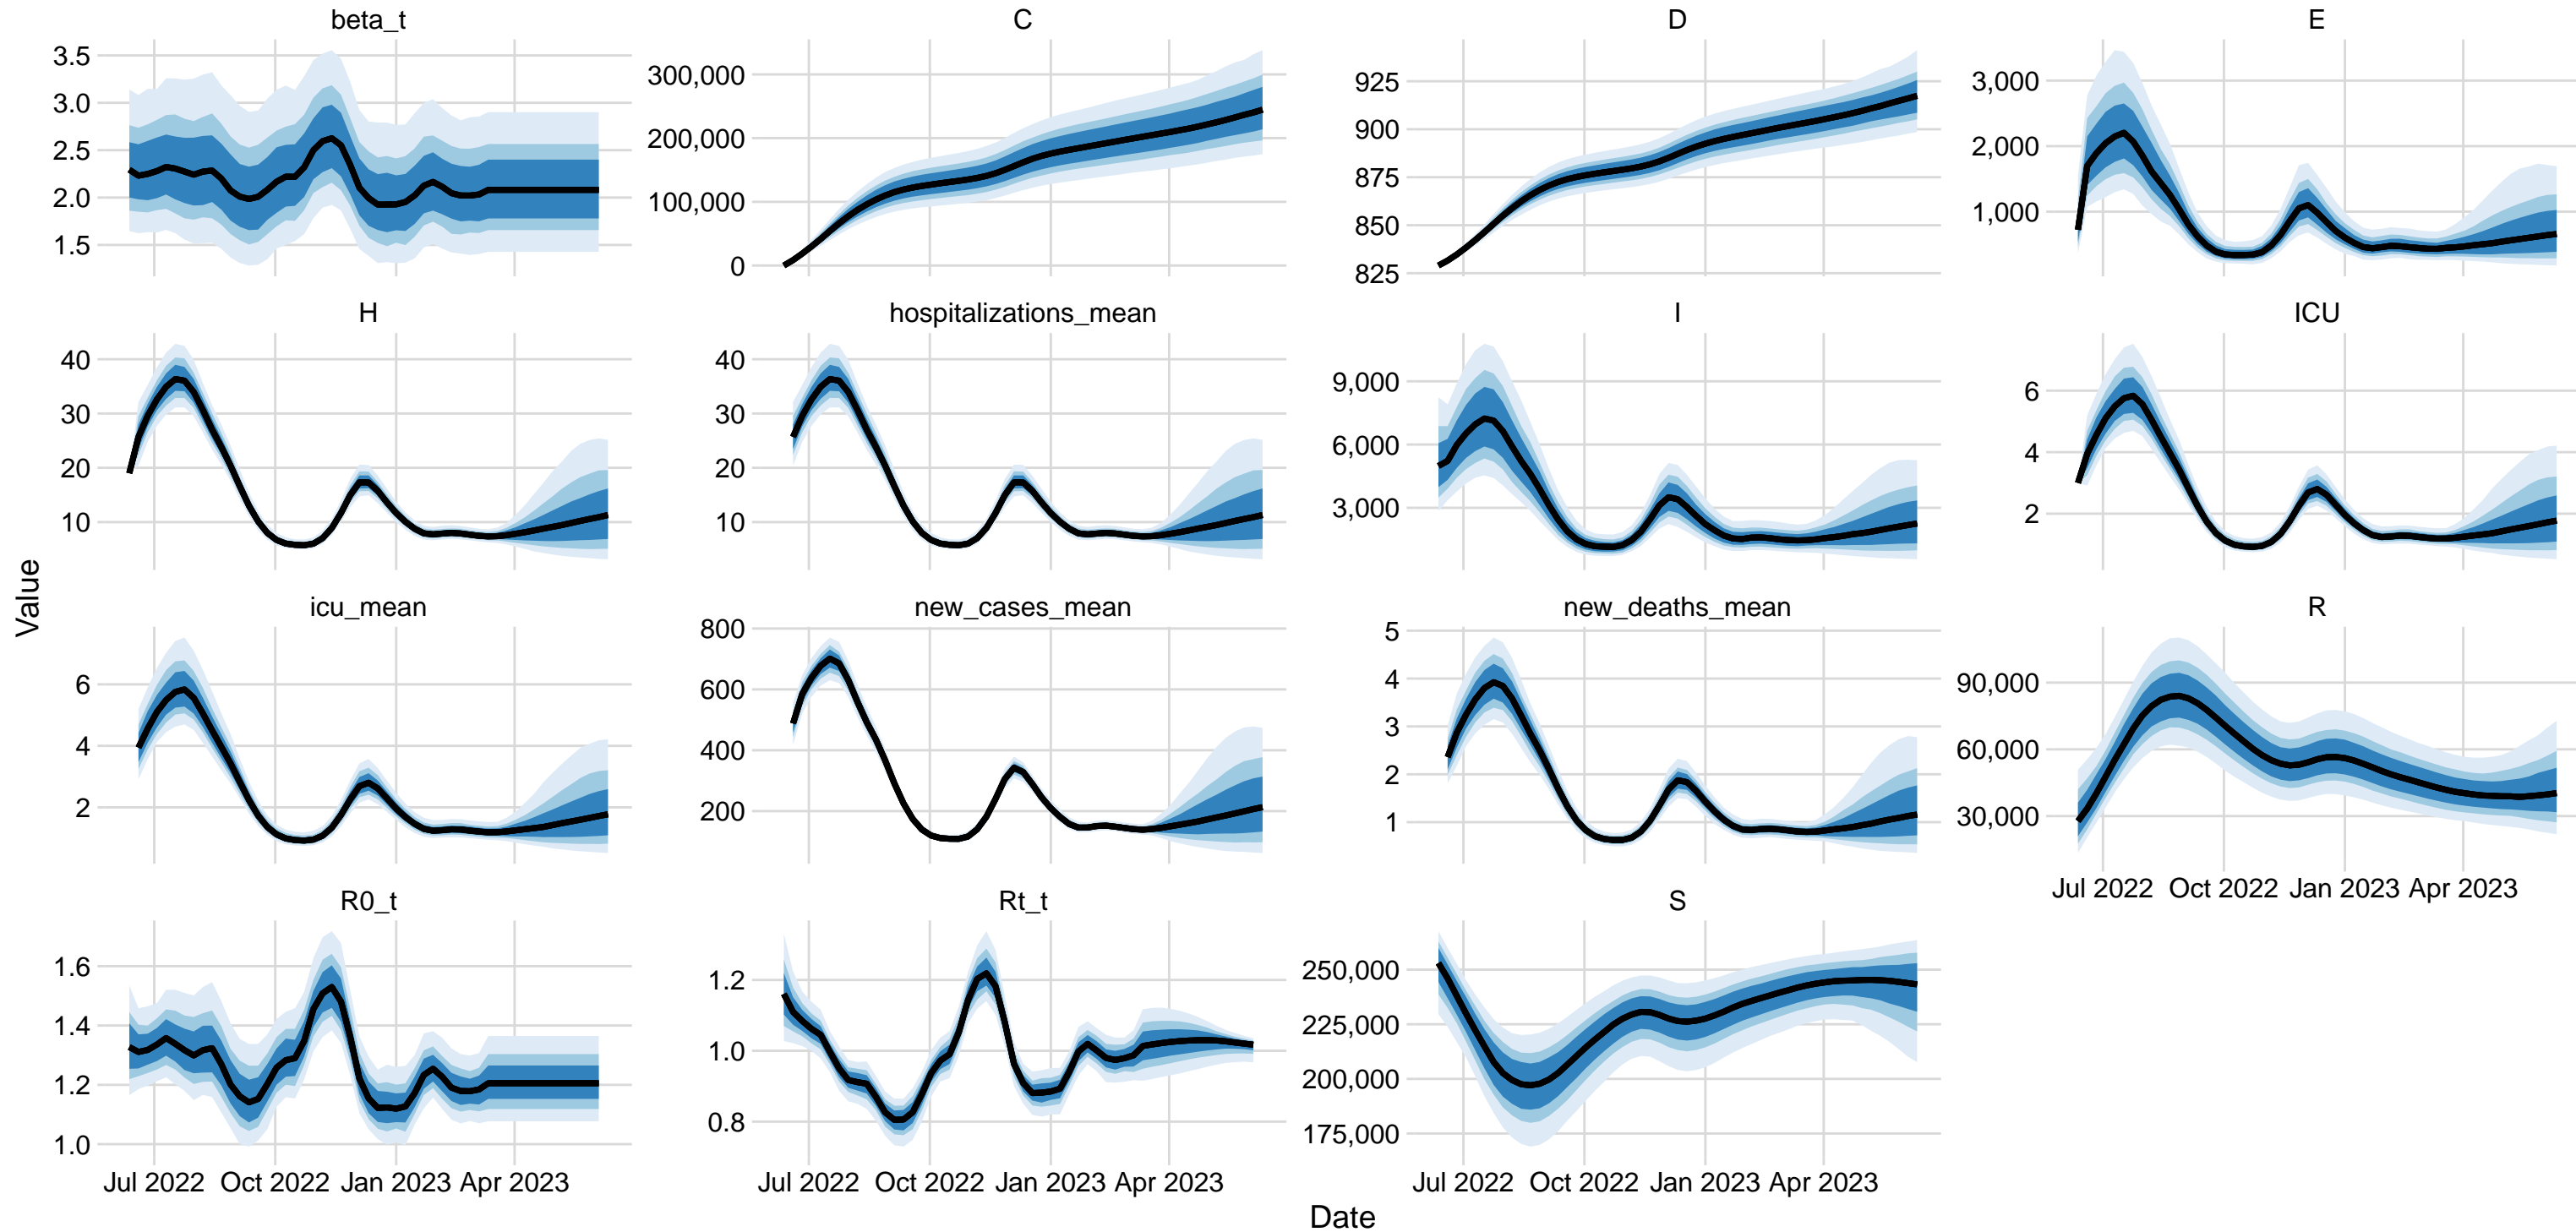 beta_t
C
D
E
3.5
3.0
2.5
2.0
1.5
300,000
200,000
100,000
0
925
900
875
850
825
3,000
2,000
1,000
H
hospitalizations_mean
I
ICU
40
30
20
10
40
30
20
10
9,000
6,000
3,000
6
4
2
Value
icu_mean
new_cases_mean
new_deaths_mean
R
6
4
2
800
600
400
200
5
4
3
2
1
90,000
60,000
30,000
Jul 2022 Oct 2022 Jan 2023 Apr 2023
R0_t
Rt_t
S
1.6
1.4
1.2
1.0
1.2
1.0
0.8
250,000
225,000
200,000
175,000
Jul 2022 Oct 2022 Jan 2023 Apr 2023
Jul 2022 Oct 2022 Jan 2023 Apr 2023
Jul 2022 Oct 2022 Jan 2023 Apr 2023
Date